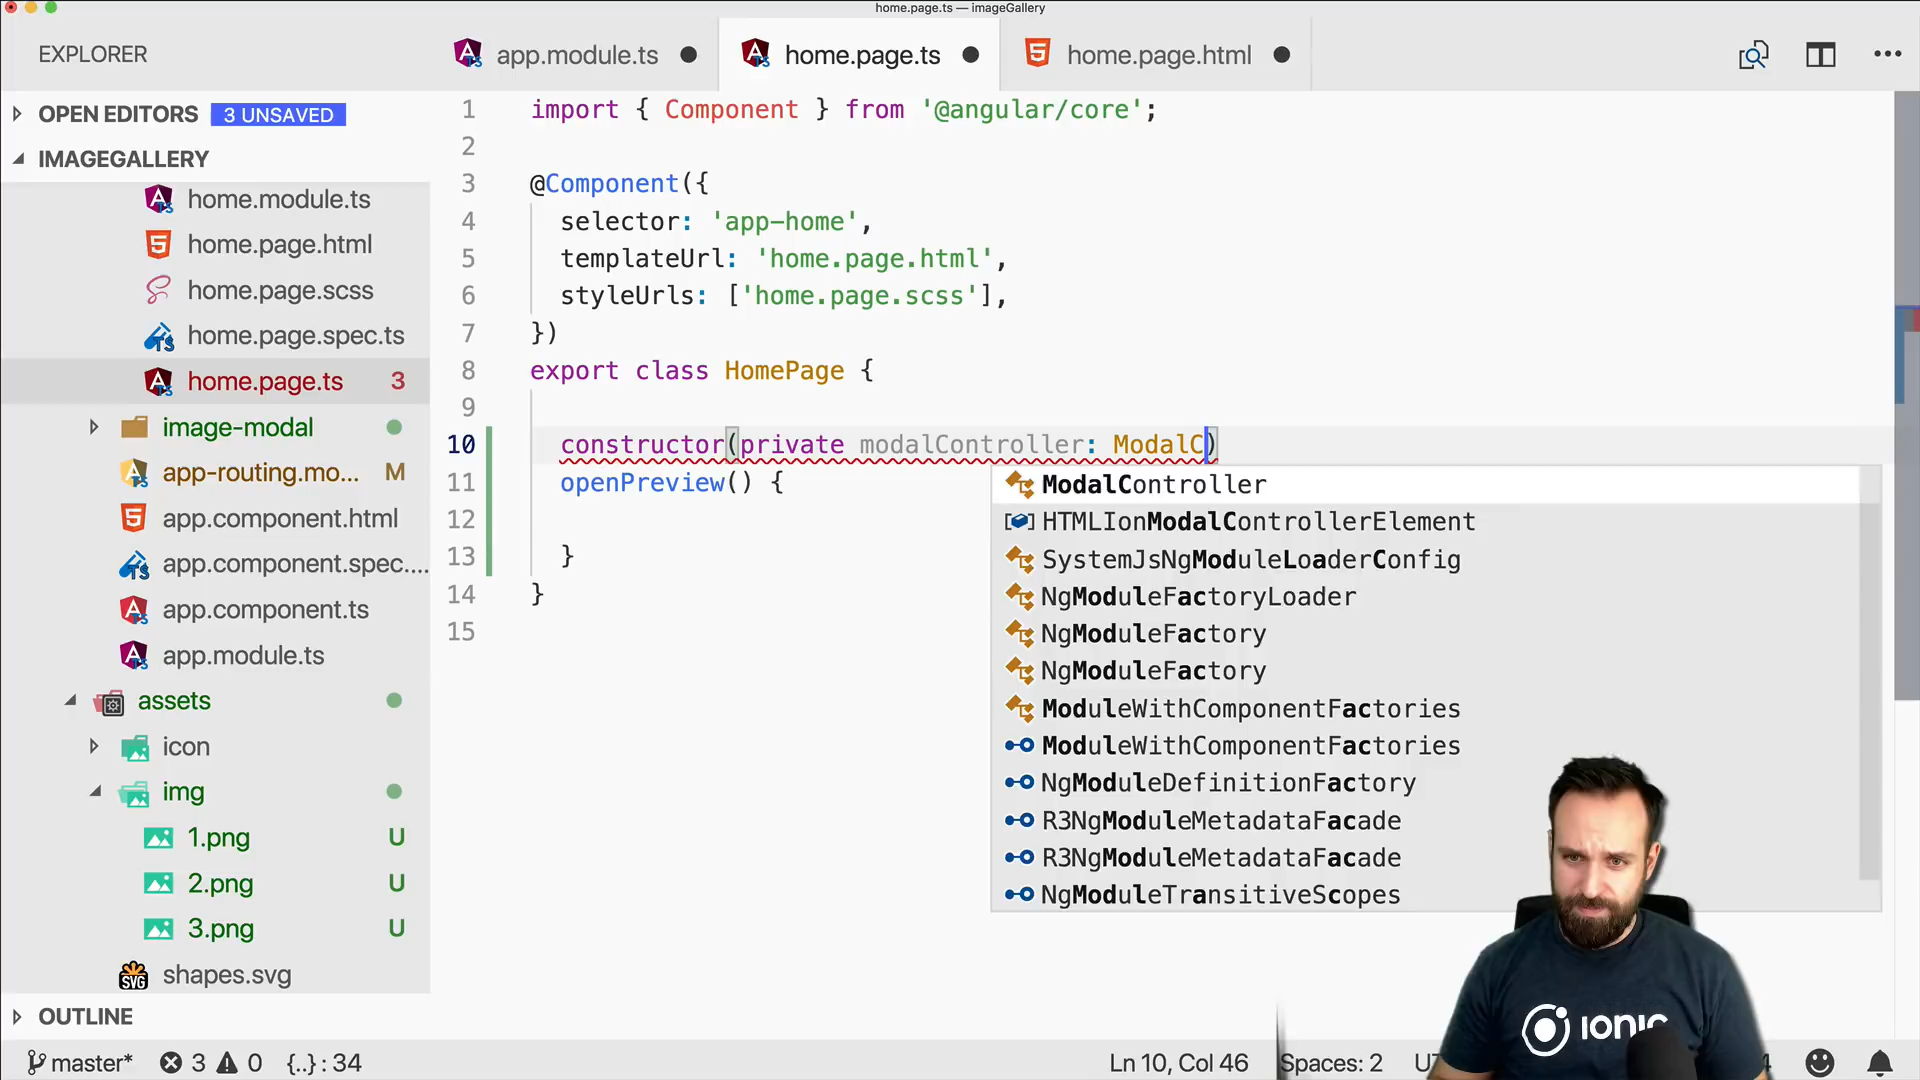 home.page.ts — imageGallery
EXPLORER
app.module.ts
home.page.ts
home.page.html
OPEN EDITORS 3 UNSAVED
IMAGEGALLERY
home.module.ts
home.page.html
home.page.scss
home.page.spec.ts
home.page.ts 3
image-modal
app-routing.mo... M
app.component.html
app.component.spec....
app.component.ts
app.module.ts
assets
icon
img
1.png U
2.png U
3.png U
shapes.svg
OUTLINE
1 import { Component } from '@angular/core';
2
3 @Component({
4 selector: 'app-home',
5 templateUrl: 'home.page.html',
6 styleUrls: ['home.page.scss'],
7 })
8 export class HomePage {
9
10 constructor(private modalController: ModalC)
11 openPreview() {
12
13 }
14 }
15
ModalController
HTMLIonModalControllerElement
SystemJsNgModuleLoaderConfig
NgModuleFactoryLoader
NgModuleFactory
NgModuleFactory
ModuleWithComponentFactories
ModuleWithComponentFactories
NgModuleDefinitionFactory
R3NgModuleMetadataFacade
R3NgModuleMetadataFacade
NgModuleTransitiveScopes
IONIC
master* 3 0 {..} : 34
Ln 10, Col 46 Spaces: 2